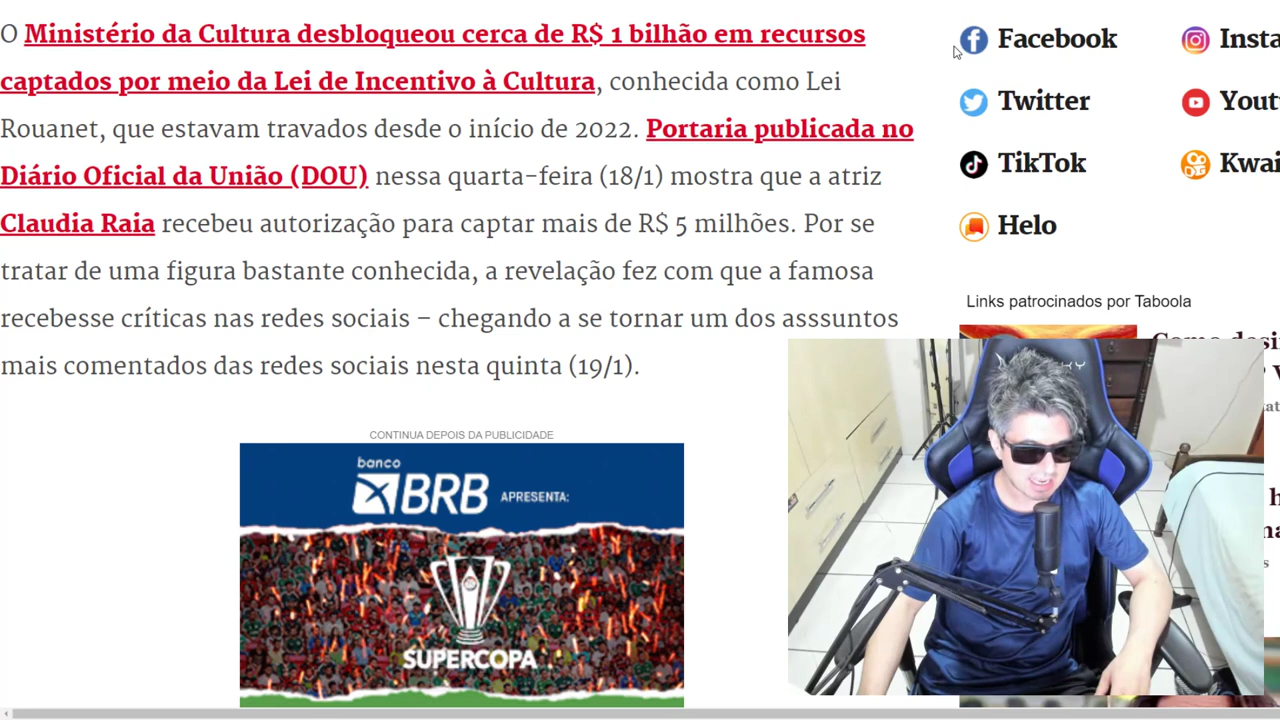 O Ministério da Cultura desbloqueou cerca de R$ 1 bilhão em recursos
captados por meio da Lei de Incentivo à Cultura, conhecida como Lei
Rouanet, que estavam travados desde o início de 2022. Portaria publicada no
Diário Oficial da União (DOU) nessa quarta-feira (18/1) mostra que a atriz
Claudia Raia recebeu autorização para captar mais de R$ 5 milhões. Por se
tratar de uma figura bastante conhecida, a revelação fez com que a famosa
recebesse críticas nas redes sociais – chegando a se tornar um dos asssuntos
mais comentados das redes sociais nesta quinta (19/1).
CONTINUA DEPOIS DA PUBLICIDADE
banco
BRB APRESENTA:
SUPERCOPA
Facebook
Insta
Twitter
Yout
TikTok
Kwai
Helo
Links patrocinados por Taboola